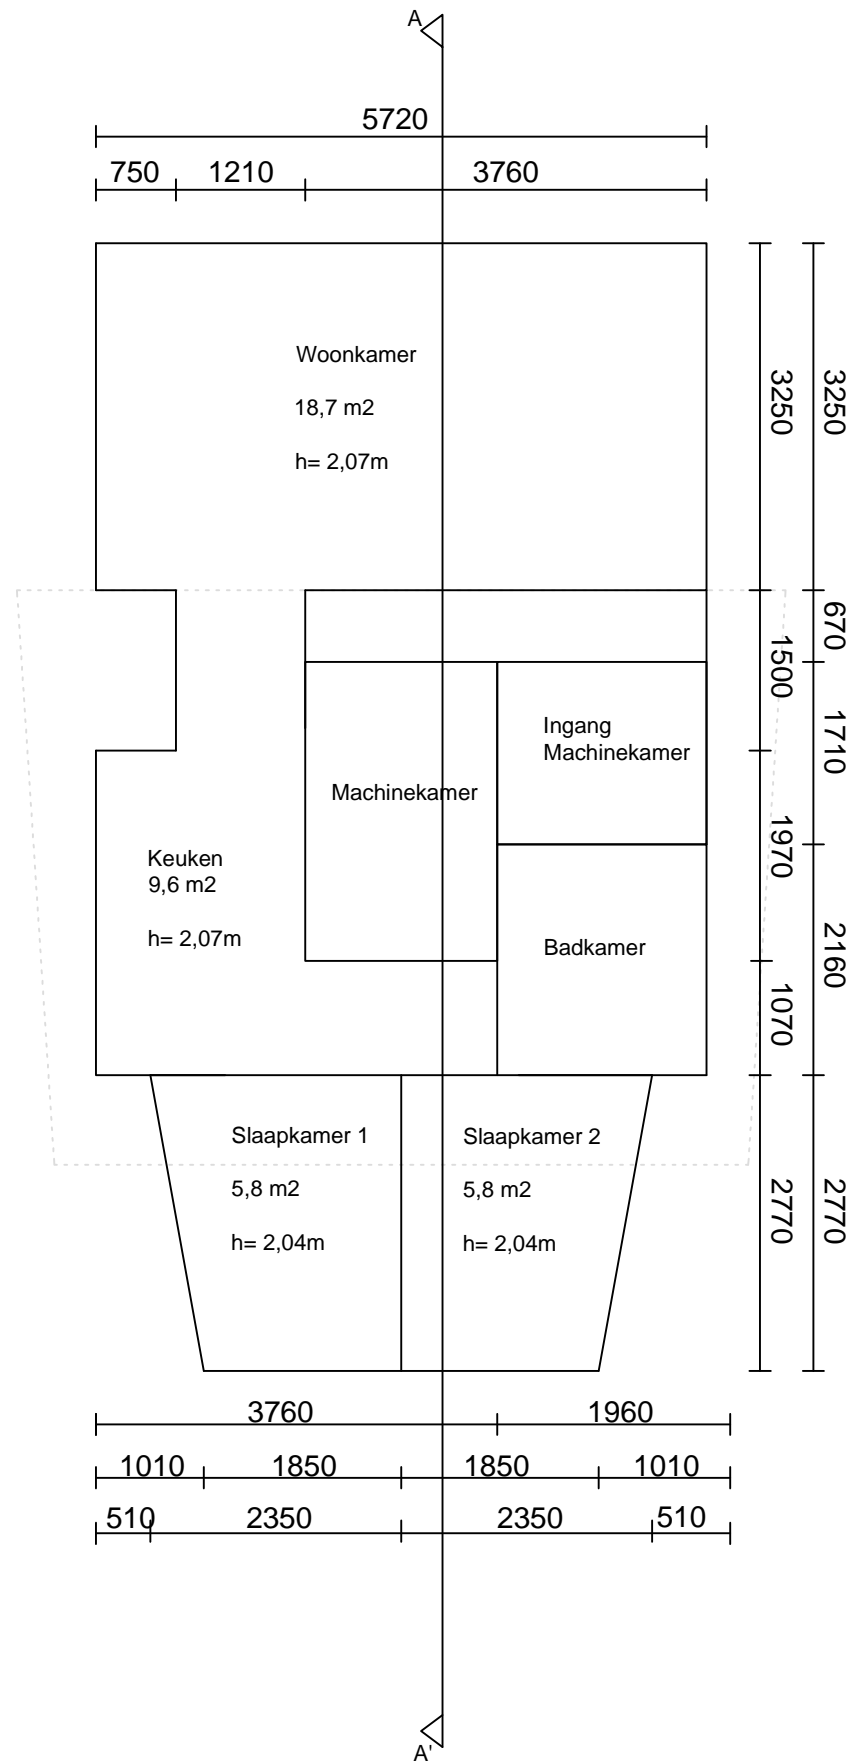 A
5720
750 1210 3760
Woonkamer
18,7 m2
h= 2,07m
3250 3250
670
1500
Ingang
Machinekamer
1710
Machinekamer
Keuken
9,6 m2
h= 2,07m
1970
Badkamer
2160
1070
Slaapkamer 1
5,8 m2
h= 2,04m
Slaapkamer 2
5,8 m2
h= 2,04m
2770 2770
3760 1960
1010 1850 1850 1010
510 2350 2350 510
A'